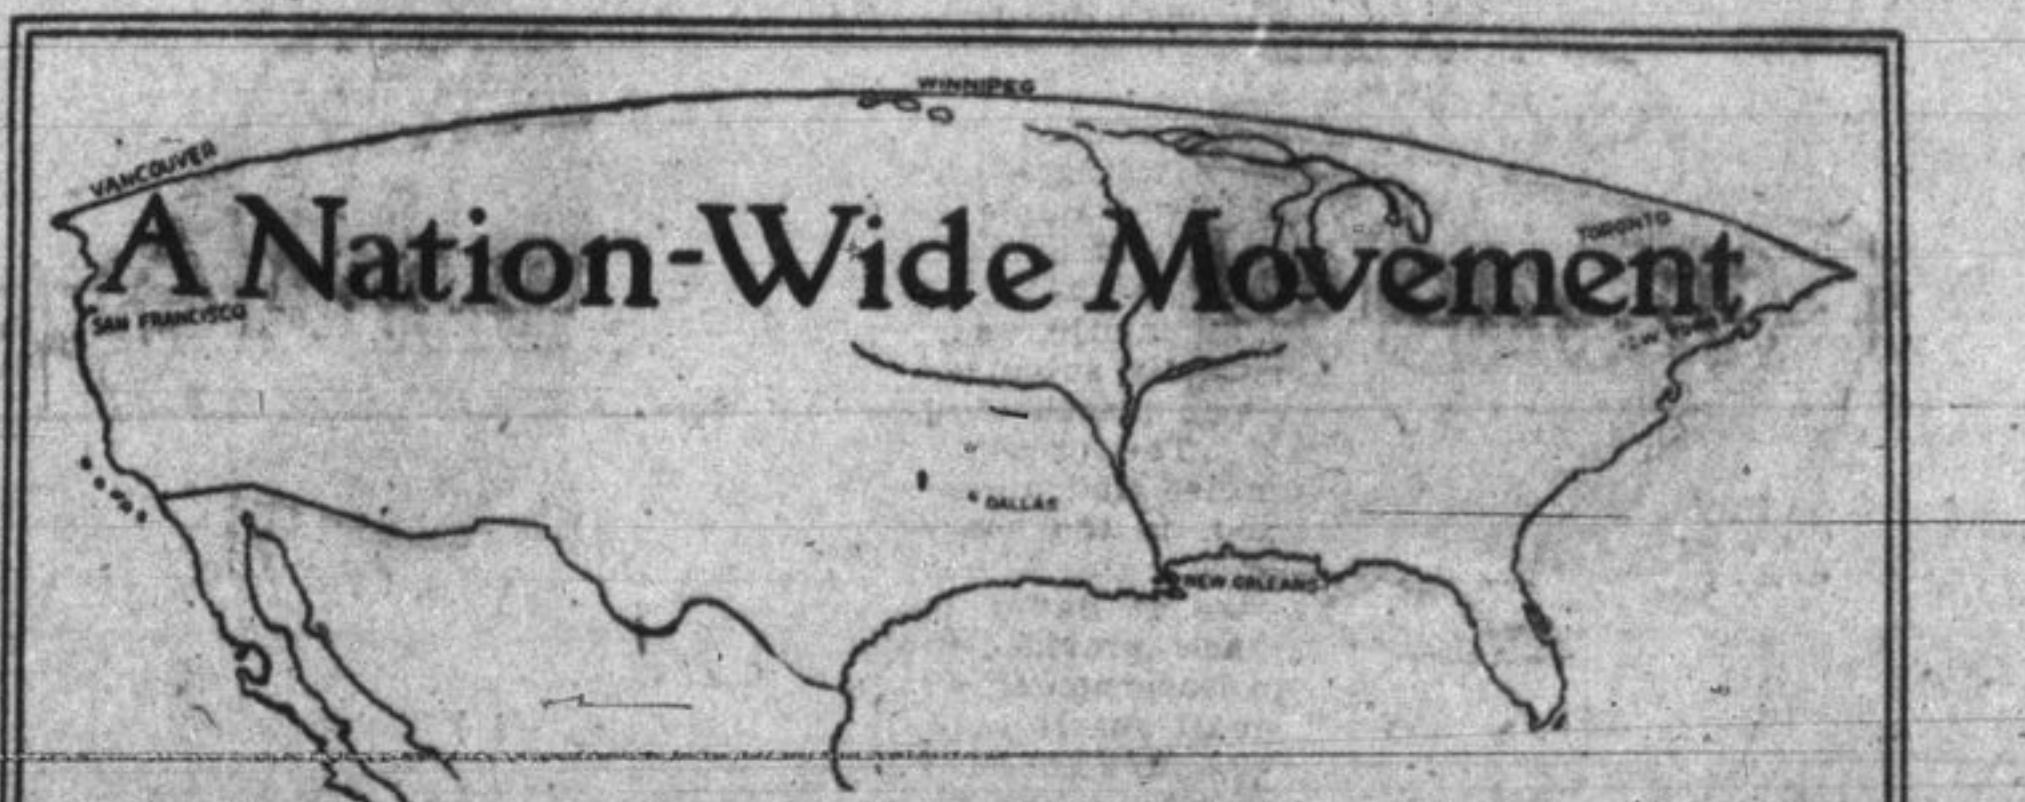 WINNIPEG
VANCOUVER
A Nation-Wide Movement
TORONTO
SAN FRANCISCO
DALLAS
NEW ORLEANS